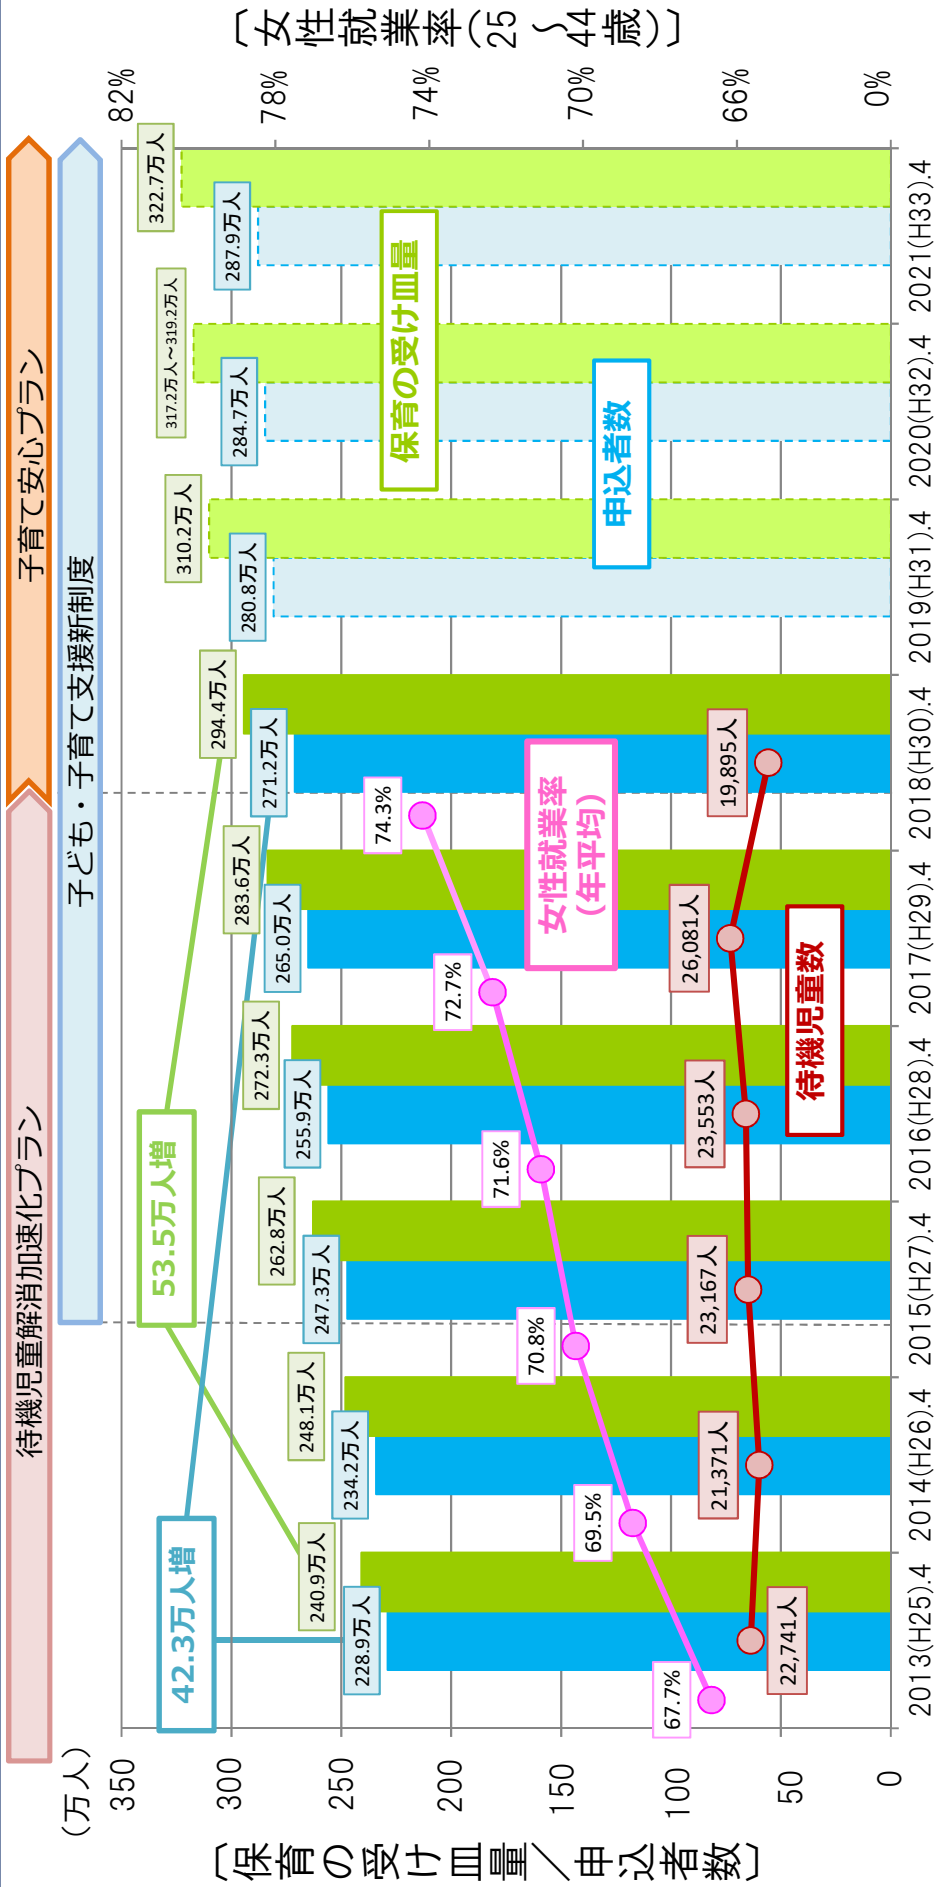 待機児童解消加速化プラン
子育て安心プラン
子ども・子育て支援新制度
(万人)
〔保育の受け皿量／申込者数〕
〔女性就業率(25～44歳)〕
350
300
250
200
150
100
50
0
82%
78%
74%
70%
66%
0%
42.3万人増
53.5万人増
240.9万人
228.9万人
248.1万人
234.2万人
262.8万人
247.3万人
272.3万人
255.9万人
283.6万人
265.0万人
294.4万人
271.2万人
310.2万人
280.8万人
317.2万人～319.2万人
284.7万人
322.7万人
287.9万人
67.7%
69.5%
70.8%
71.6%
72.7%
74.3%
女性就業率
(年平均)
保育の受け皿量
申込者数
22,741人
21,371人
23,167人
23,553人
26,081人
19,895人
待機児童数
2013(H25).4
2014(H26).4
2015(H27).4
2016(H28).4
2017(H29).4
2018(H30).4
2019(H31).4
2020(H32).4
2021(H33).4